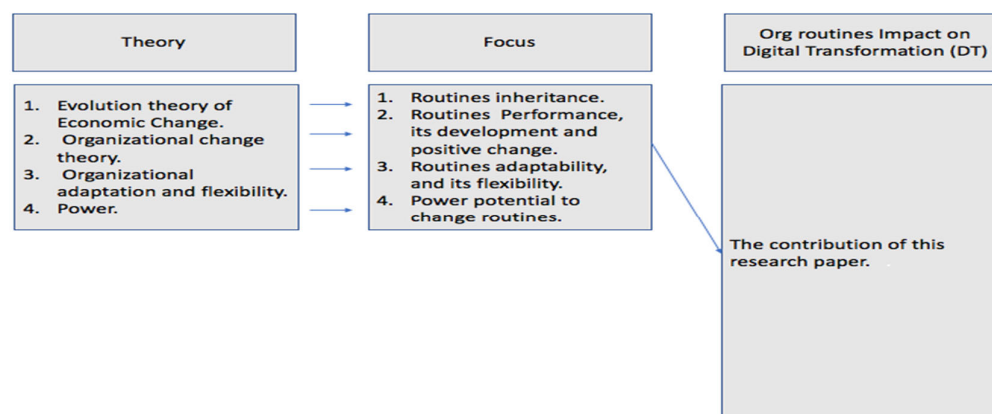 Theory
Focus
Org routines Impact on
Digital Transformation (DT)
1. Evolution theory of
Economic Change.
2. Organizational change
theory.
3. Organizational
adaptation and flexibility.
4. Power.
1. Routines inheritance.
2. Routines Performance,
its development and
positive change.
3. Routines adaptability,
and its flexibility.
4. Power potential to
change routines.
The contribution of this
research paper.